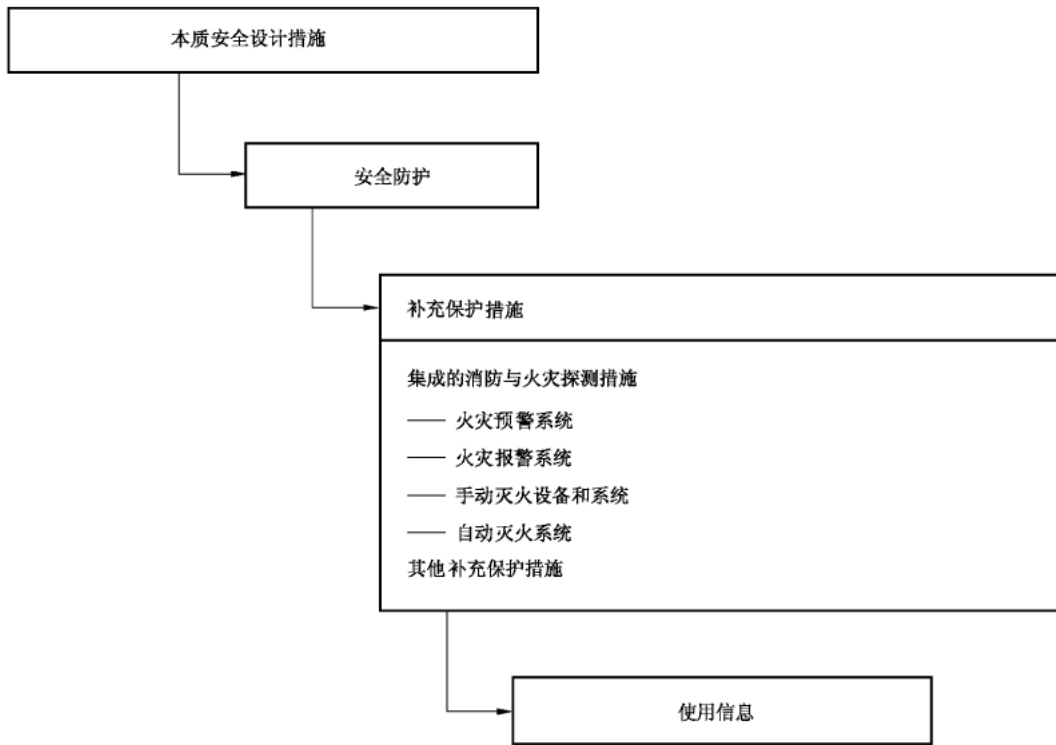 本质安全设计措施
安全防护
补充保护措施
集成的消防与火灾探测措施
—— 火灾预警系统
—— 火灾报警系统
—— 手动灭火设备和系统
—— 自动灭火系统
其他补充保护措施
使用信息